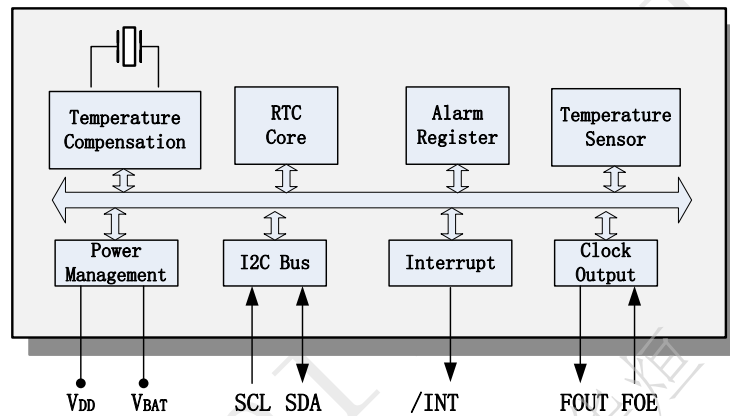 Temperature
Compensation
RTC
Core
Alarm
Register
Temperature
Sensor
Power
Management
I2C Bus
Interrupt
Clock
Output
VDD
VBAT
SCL
SDA
/INT
FOUT
FOE